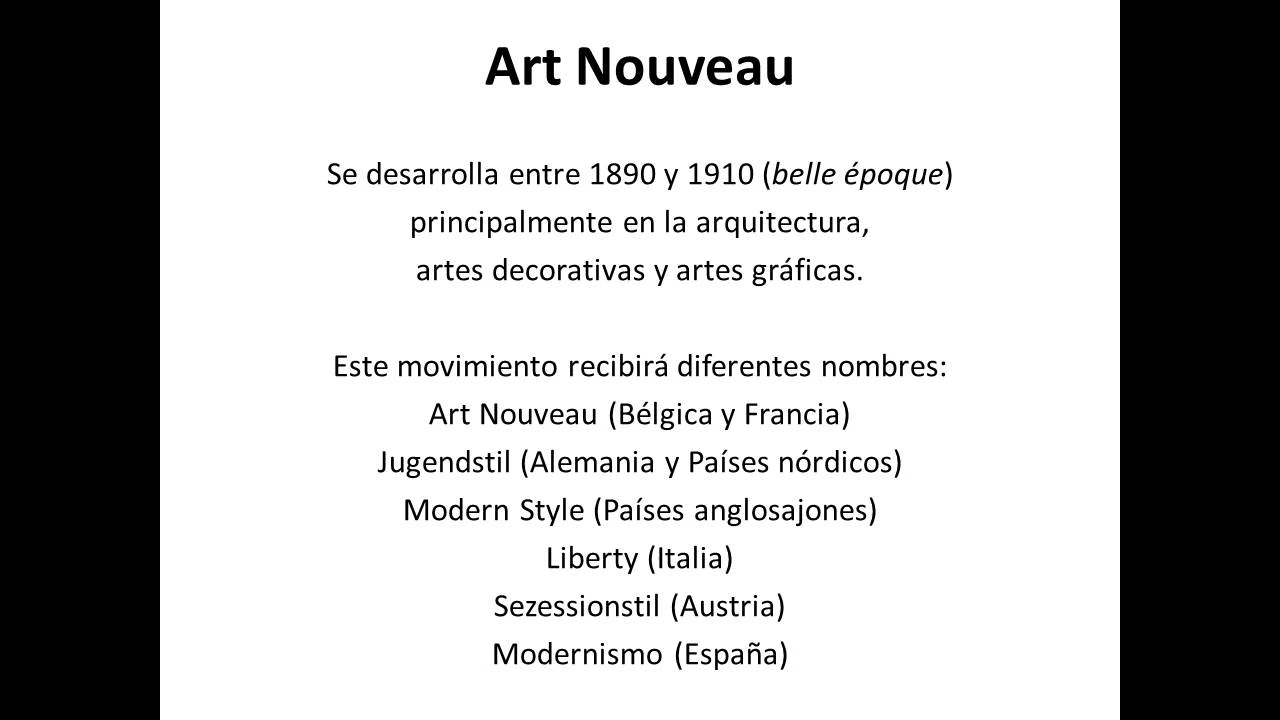 Art Nouveau
Se desarrolla entre 1890 y 1910 (belle époque)
principalmente en la arquitectura,
artes decorativas y artes gráficas.
Este movimiento recibirá diferentes nombres:
Art Nouveau (Bélgica y Francia)
Jugendstil (Alemania y Países nórdicos)
Modern Style (Países anglosajones)
Liberty (Italia)
Sezessionstil (Austria)
Modernismo (España)